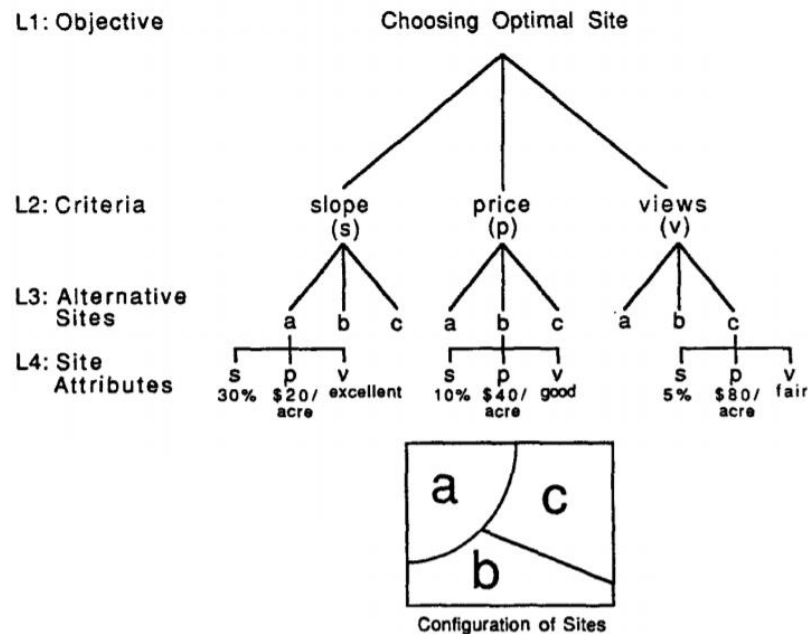 L1: Objective Choosing Optimal Site
L2: Criteria slope price views
(s) (p) (v)
L3: Alternative
Sites a b c a b c a b c
L4: Site s p v s p v s p v
Attributes 30% $20/ excellent 10% $40/ good 5% $80/ fair
acre acre acre
a c
b
Configuration of Sites